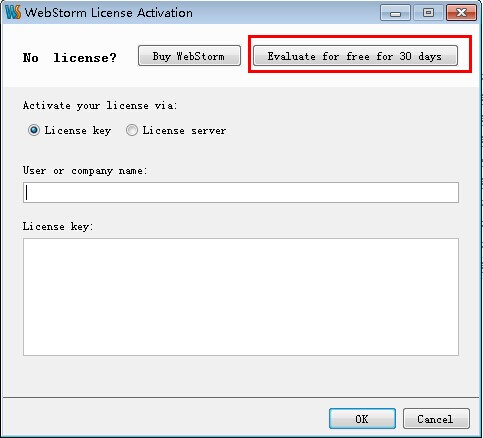 WebStorm License Activation
No license? Buy WebStorm Evaluate for free for 30 days
Activate your license via:
License key License server
User or company name:
License key:
OK Cancel